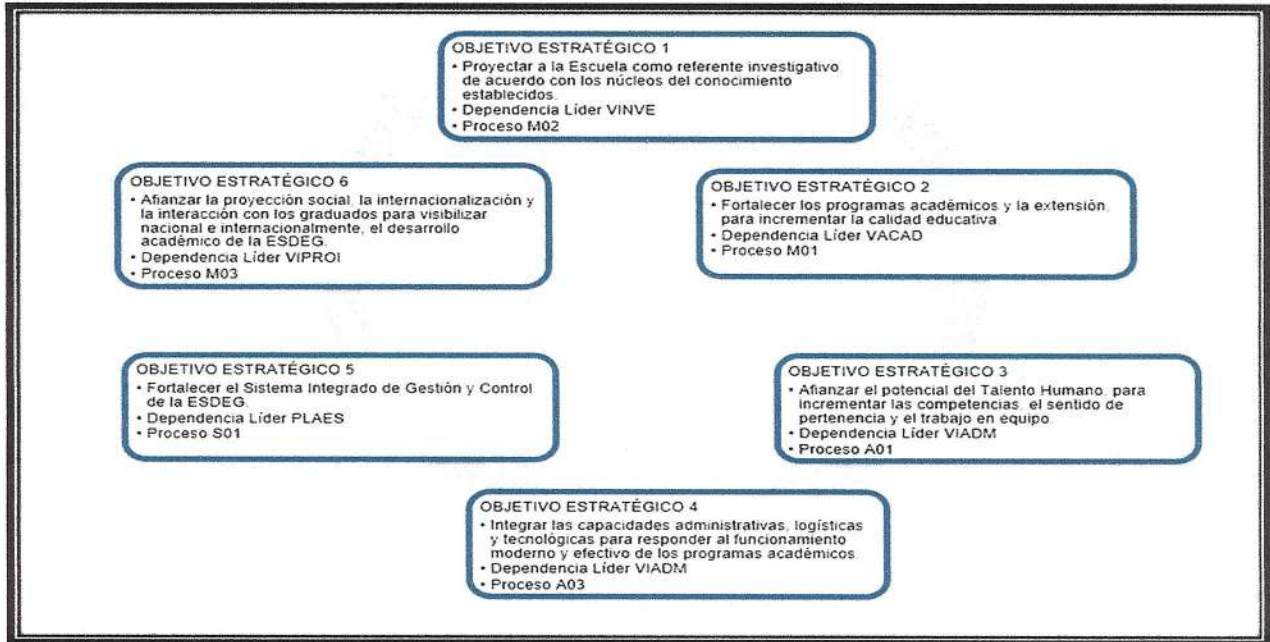 OBJETIVO ESTRATÉGICO 1
• Proyectar a la Escuela como referente investigativo
de acuerdo con los núcleos del conocimiento
establecidos.
• Dependencia Líder VINVE
• Proceso M02
OBJETIVO ESTRATÉGICO 2
• Fortalecer los programas académicos y la extensión,
para incrementar la calidad educativa.
• Dependencia Líder VACAD
• Proceso M01
OBJETIVO ESTRATÉGICO 3
• Afianzar el potencial del Talento Humano, para
incrementar las competencias, el sentido de
pertenencia y el trabajo en equipo.
• Dependencia Líder VIADM
• Proceso A01
OBJETIVO ESTRATÉGICO 4
• Integrar las capacidades administrativas, logísticas
y tecnológicas para responder al funcionamiento
moderno y efectivo de los programas académicos.
• Dependencia Líder VIADM
• Proceso A03
OBJETIVO ESTRATÉGICO 5
• Fortalecer el Sistema Integrado de Gestión y Control
de la ESDEG.
• Dependencia Líder PLAES
• Proceso S01
OBJETIVO ESTRATÉGICO 6
• Afianzar la proyección social, la internacionalización y
la interacción con los graduados para visibilizar
nacional e internacionalmente, el desarrollo
académico de la ESDEG.
• Dependencia Líder VIPROI
• Proceso M03